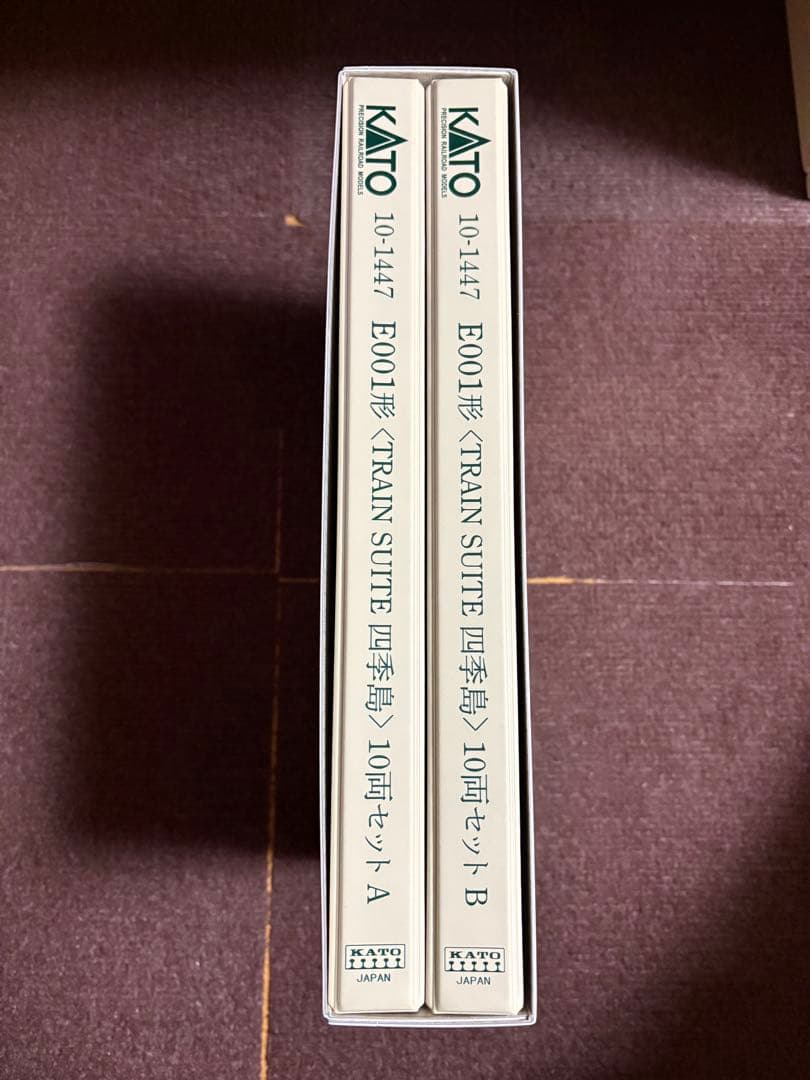 KATO
PRECISION RAILROAD MODELS
10-1447 E001形〈TRAIN SUITE 四季島〉10両セット A
KATO
JAPAN
KATO
PRECISION RAILROAD MODELS
10-1447 E001形〈TRAIN SUITE 四季島〉10両セット B
KATO
JAPAN